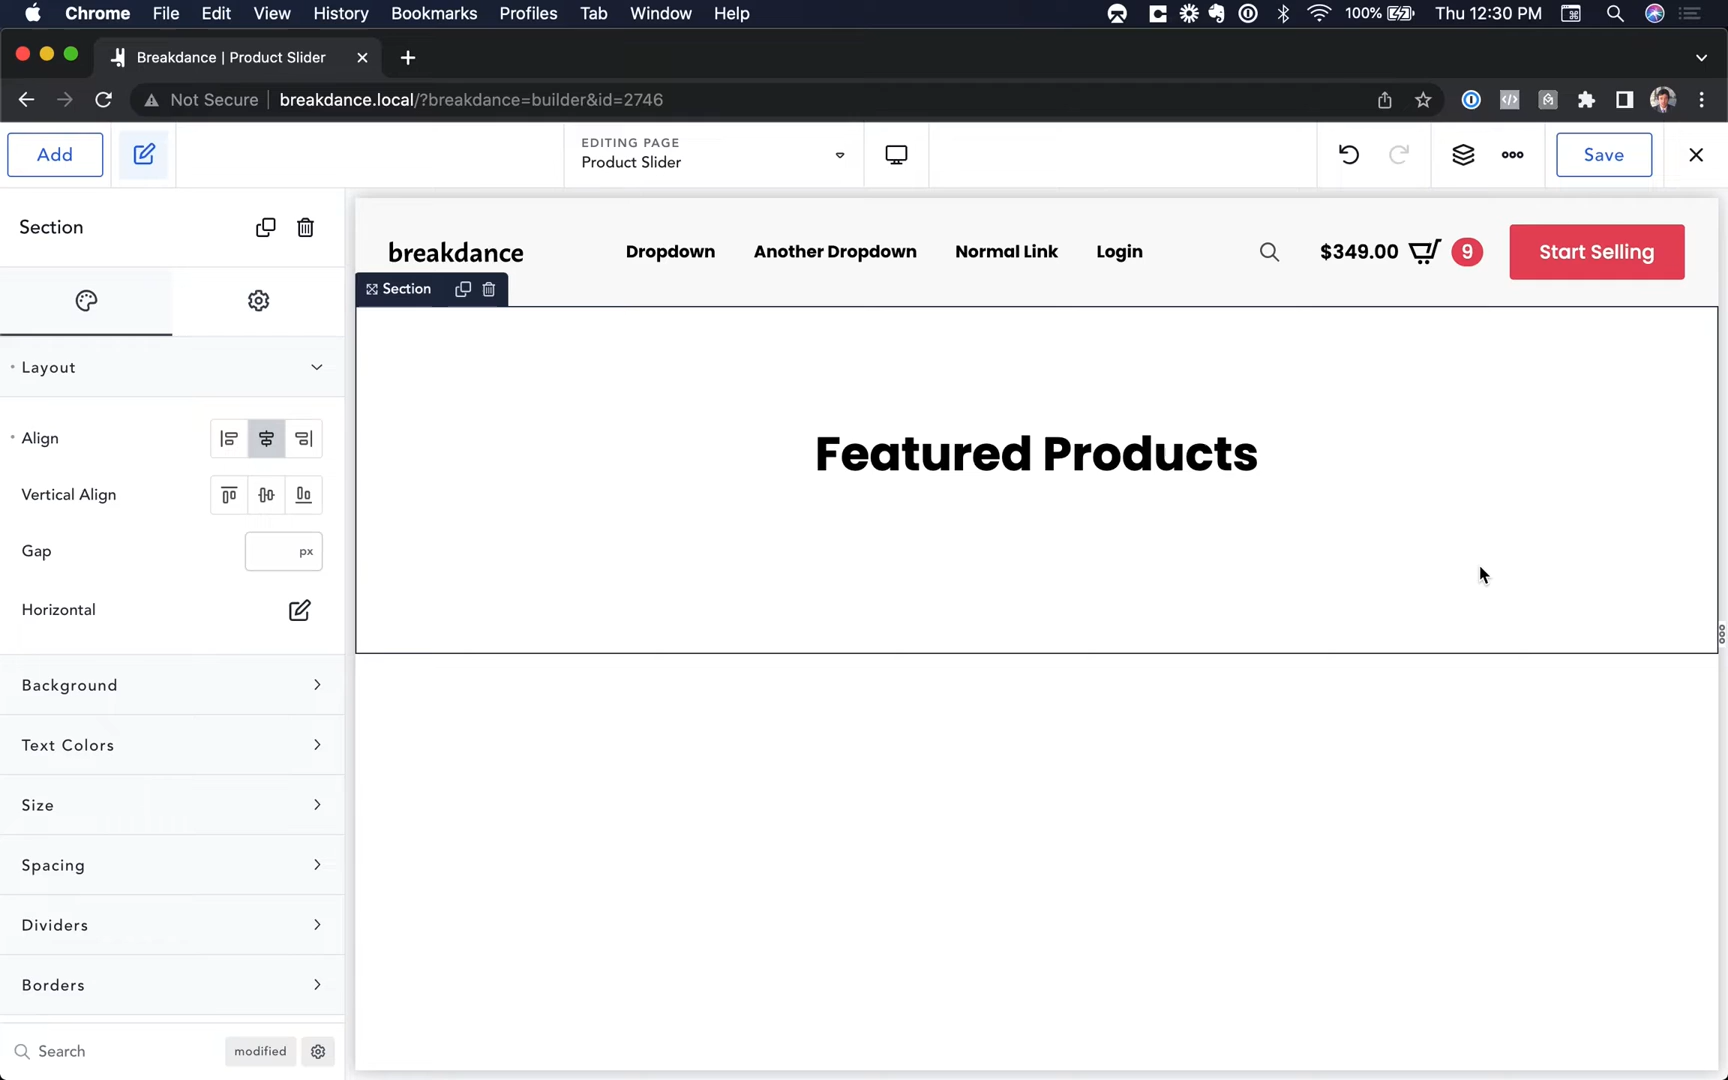 Chrome File Edit View History Bookmarks Profiles Tab Window Help 100% Thu 12:30 PM
Breakdance | Product Slider
Not Secure breakdance.local/?breakdance=builder&id=2746
Add
EDITING PAGE
Product Slider
Save
Section
breakdance Dropdown Another Dropdown Normal Link Login $349.00 9 Start Selling
Section
Layout
Align
Vertical Align
Gap px
Horizontal
Background
Text Colors
Size
Spacing
Dividers
Borders
Search modified
Featured Products